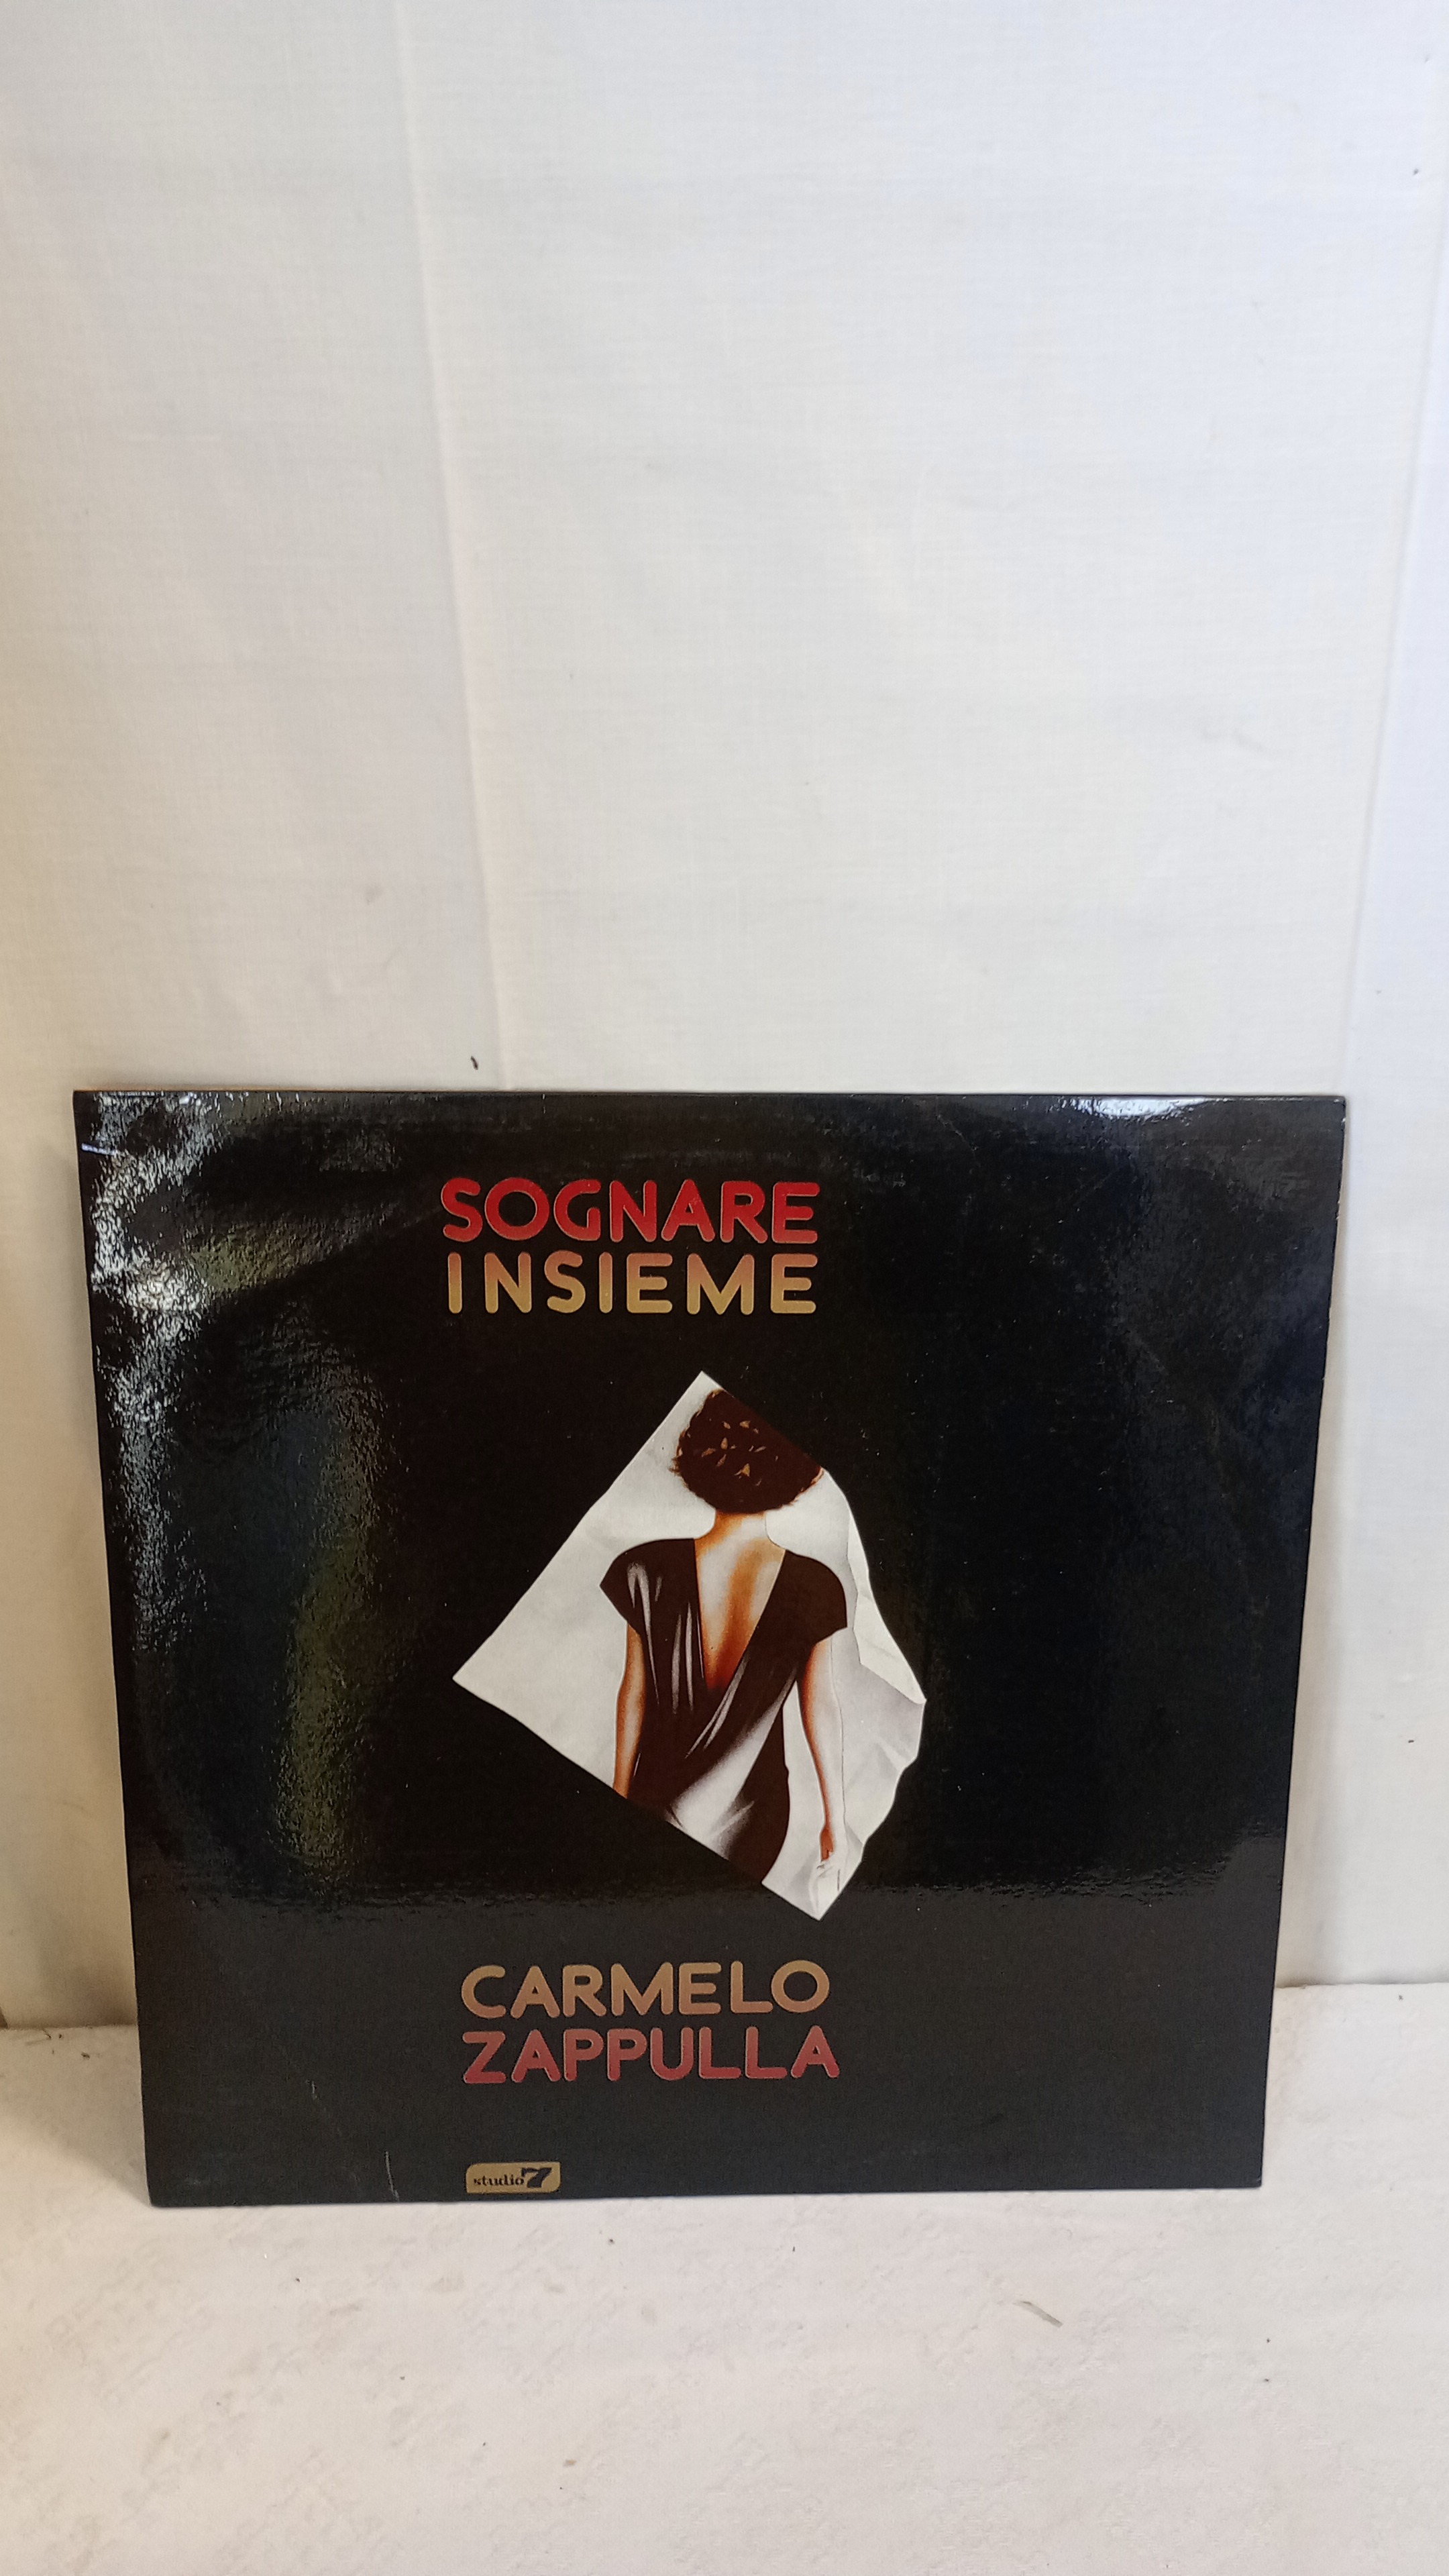 SOGNARE
INSIEME
CARMELO
ZAPPULLA
studio 7